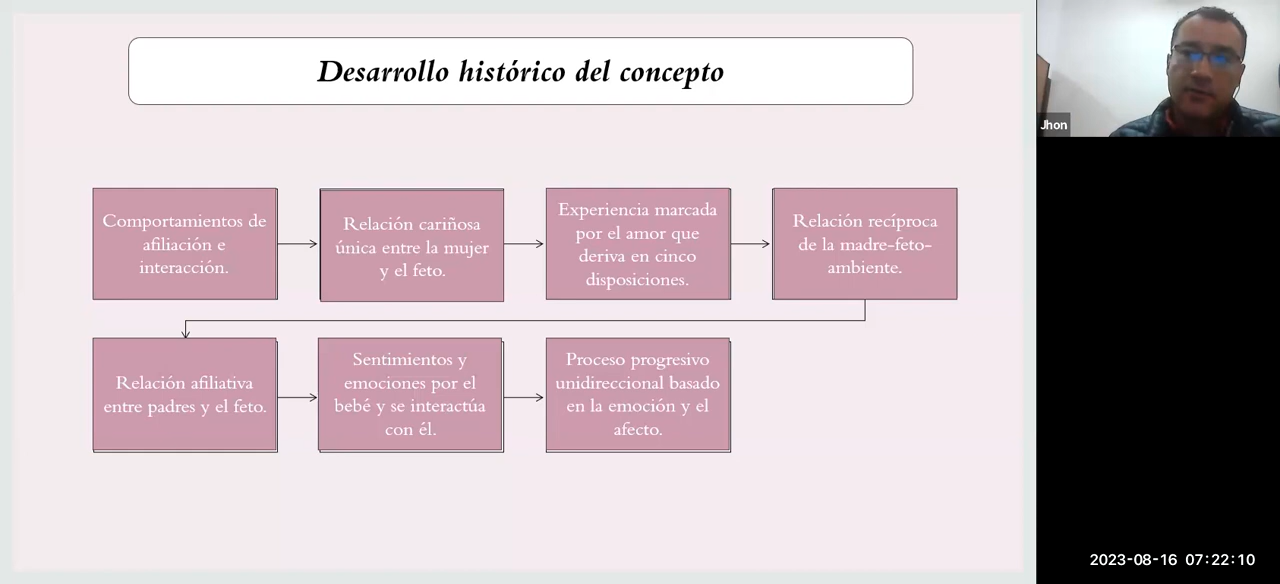 Desarrollo histórico del concepto
Comportamientos de
afiliación e
interacción.
Relación cariñosa
única entre la mujer
y el feto.
Experiencia marcada
por el amor que
deriva en cinco
disposiciones.
Relación recíproca
de la madre-feto-
ambiente.
Relación afiliativa
entre padres y el feto.
Sentimientos y
emociones por el
bebé y se interactúa
con él.
Proceso progresivo
unidireccional basado
en la emoción y el
afecto.
Jhon
2023-08-16 07:22:10